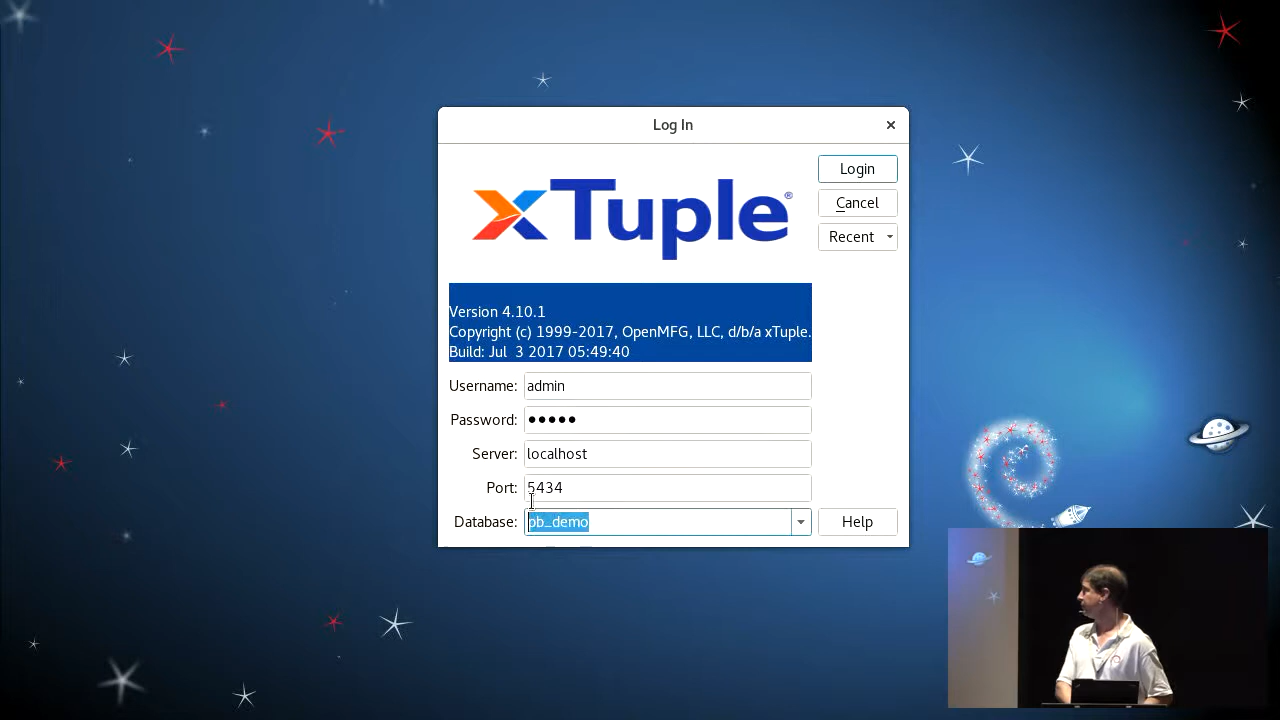 Log In
×
xTuple®
Login
Cancel
Recent
Version 4.10.1
Copyright (c) 1999-2017, OpenMFG, LLC, d/b/a xTuple.
Build: Jul  3 2017 05:49:40
Username: admin
Password: ●●●●●
Server: localhost
Port: 5434
Database: pb_demo
Help